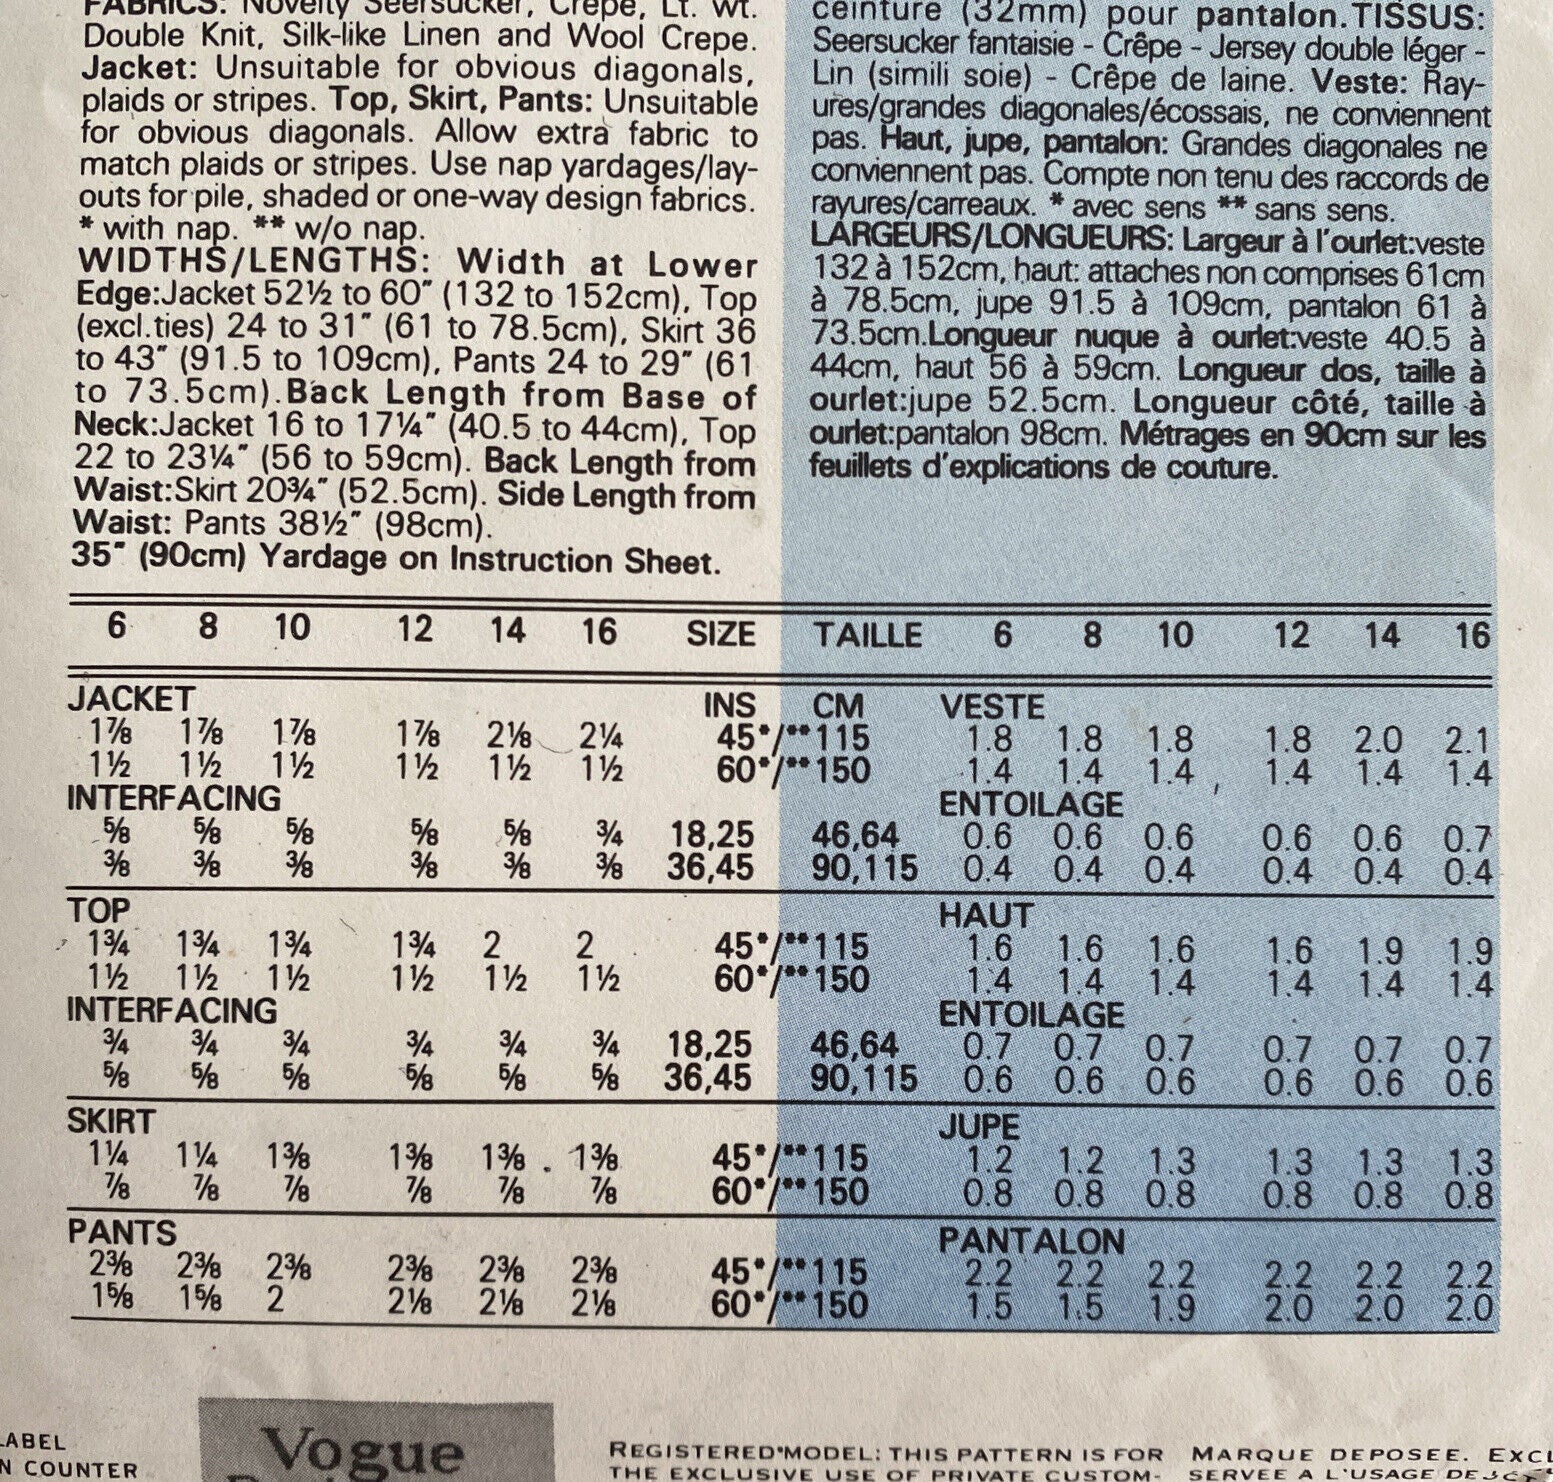 FABRICS: Novelty Seersucker, Crepe, Lt. wt.
Double Knit, Silk-like Linen and Wool Crepe.
Jacket: Unsuitable for obvious diagonals,
plaids or stripes. Top, Skirt, Pants: Unsuitable
for obvious diagonals. Allow extra fabric to
match plaids or stripes. Use nap yardages/lay-
outs for pile, shaded or one-way design fabrics.
* with nap. ** w/o nap.
WIDTHS/LENGTHS: Width at Lower
Edge:Jacket 52½ to 60" (132 to 152cm), Top
(excl.ties) 24 to 31" (61 to 78.5cm), Skirt 36
to 43" (91.5 to 109cm), Pants 24 to 29" (61
to 73.5cm).Back Length from Base of
Neck:Jacket 16 to 17¼" (40.5 to 44cm), Top
22 to 23¼" (56 to 59cm). Back Length from
Waist:Skirt 20¾" (52.5cm). Side Length from
Waist: Pants 38½" (98cm).
35" (90cm) Yardage on Instruction Sheet.
ceinture (32mm) pour pantalon.TISSUS:
Seersucker fantaisie - Crêpe - Jersey double léger -
Lin (simili soie) - Crêpe de laine. Veste: Ray-
ures/grandes diagonales/écossais, ne conviennent
pas. Haut, jupe, pantalon: Grandes diagonales ne
conviennent pas. Compte non tenu des raccords de
rayures/carreaux. * avec sens ** sans sens.
LARGEURS/LONGUEURS: Largeur à l'ourlet:veste
132 à 152cm, haut: attaches non comprises 61cm
à 78.5cm, jupe 91.5 à 109cm, pantalon 61 à
73.5cm.Longueur nuque à ourlet:veste 40.5 à
44cm, haut 56 à 59cm. Longueur dos, taille à
ourlet:jupe 52.5cm. Longueur côté, taille à
ourlet:pantalon 98cm. Métrages en 90cm sur les
feuillets d'explications de couture.
6 8 10 12 14 16 SIZE TAILLE 6 8 10 12 14 16
JACKET INS CM VESTE
1⅞ 1⅞ 1⅞ 1⅞ 2⅛ 2¼ 45*/**115 1.8 1.8 1.8 1.8 2.0 2.1
1½ 1½ 1½ 1½ 1½ 1½ 60*/**150 1.4 1.4 1.4 1.4 1.4 1.4
INTERFACING ENTOILAGE
⅝ ⅝ ⅝ ⅝ ⅝ ¾ 18,25 46,64 0.6 0.6 0.6 0.6 0.6 0.7
⅜ ⅜ ⅜ ⅜ ⅜ ⅜ 36,45 90,115 0.4 0.4 0.4 0.4 0.4 0.4
TOP HAUT
1¾ 1¾ 1¾ 1¾ 2 2 45*/**115 1.6 1.6 1.6 1.6 1.9 1.9
1½ 1½ 1½ 1½ 1½ 1½ 60*/**150 1.4 1.4 1.4 1.4 1.4 1.4
INTERFACING ENTOILAGE
¾ ¾ ¾ ¾ ¾ ¾ 18,25 46,64 0.7 0.7 0.7 0.7 0.7 0.7
⅝ ⅝ ⅝ ⅝ ⅝ ⅝ 36,45 90,115 0.6 0.6 0.6 0.6 0.6 0.6
SKIRT JUPE
1¼ 1¼ 1⅜ 1⅜ 1⅜ 1⅜ 45*/**115 1.2 1.2 1.3 1.3 1.3 1.3
⅞ ⅞ ⅞ ⅞ ⅞ ⅞ 60*/**150 0.8 0.8 0.8 0.8 0.8 0.8
PANTS PANTALON
2⅜ 2⅜ 2⅜ 2⅜ 2⅜ 2⅜ 45*/**115 2.2 2.2 2.2 2.2 2.2 2.2
1⅝ 1⅝ 2 2⅛ 2⅛ 2⅛ 60*/**150 1.5 1.5 1.9 2.0 2.0 2.0
LABEL
N COUNTER
Vogue
REGISTERED MODEL: THIS PATTERN IS FOR
THE EXCLUSIVE USE OF PRIVATE CUSTOM-
MARQUE DEPOSEE. EXCL
SERVEE A L'USAGE DE